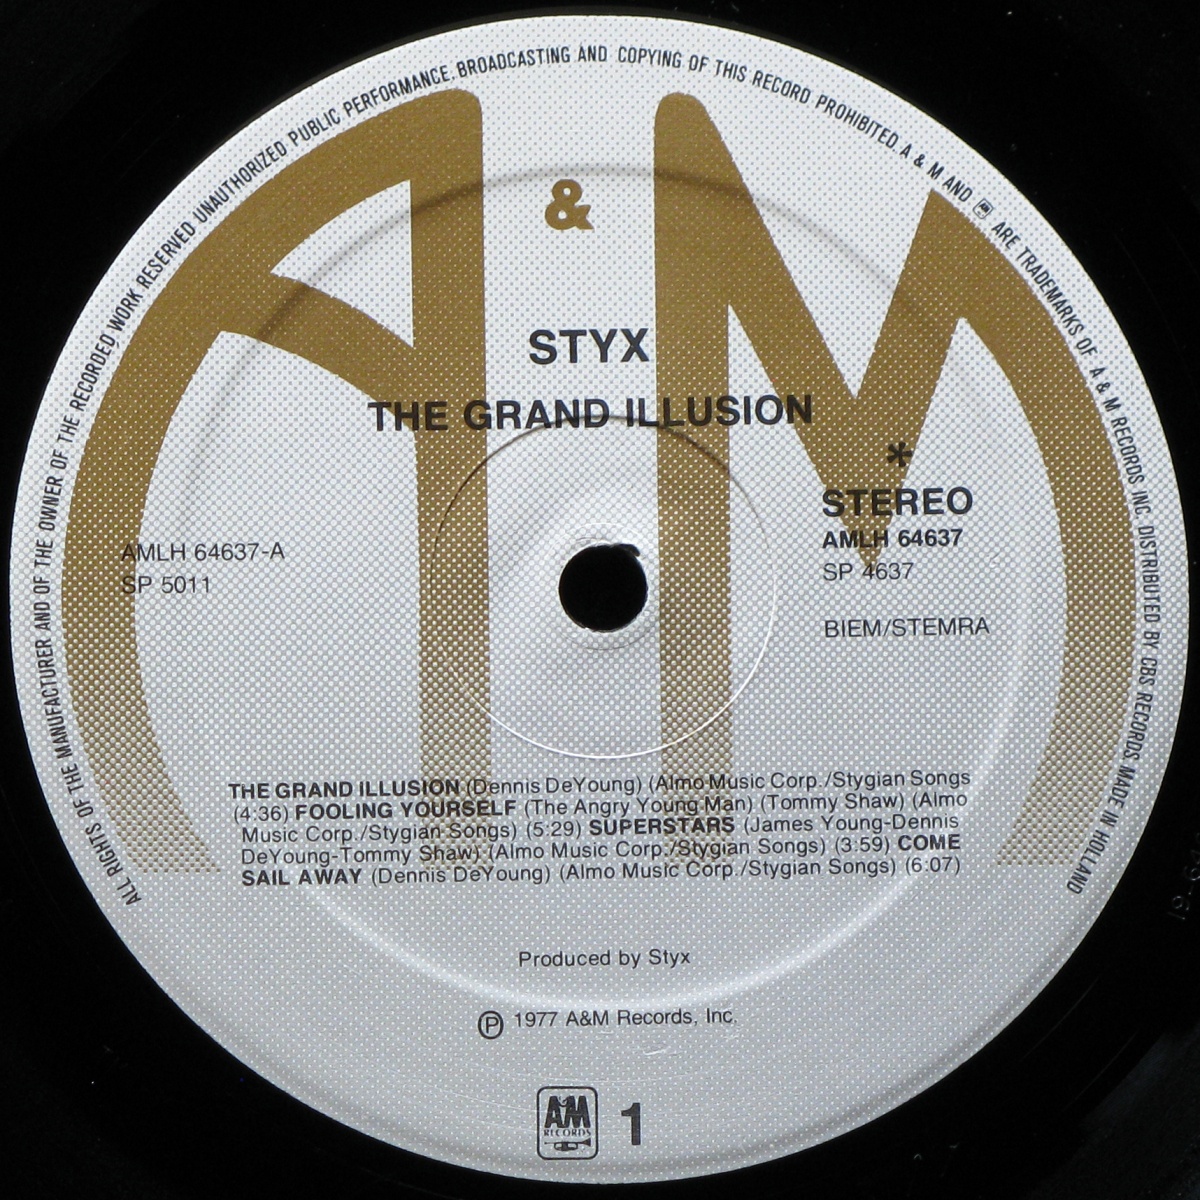 ALL RIGHTS OF THE MANUFACTURER AND OF THE OWNER OF THE RECORDED WORK RESERVED UNAUTHORIZED PUBLIC PERFORMANCE, BROADCASTING AND COPYING OF THIS RECORD PROHIBITED. A & M AND A&M ARE TRADEMARKS OF A & M RECORDS INC. DISTRIBUTED BY CBS RECORDS MADE IN HOLLAND
A & M
STYX
THE GRAND ILLUSION
*
STEREO
AMLH 64637
SP 4637
BIEM/STEMRA
AMLH 64637-A
SP 5011
THE GRAND ILLUSION (Dennis DeYoung) (Almo Music Corp./Stygian Songs
(4:36) FOOLING YOURSELF (The Angry Young Man) (Tommy Shaw) (Almo
Music Corp./Stygian Songs) (5:29) SUPERSTARS (James Young-Dennis
DeYoung-Tommy Shaw) (Almo Music Corp./Stygian Songs) (3:59) COME
SAIL AWAY (Dennis DeYoung) (Almo Music Corp./Stygian Songs) (6:07)
Produced by Styx
Ⓟ 1977 A&M Records, Inc.
A&M
RECORDS
1